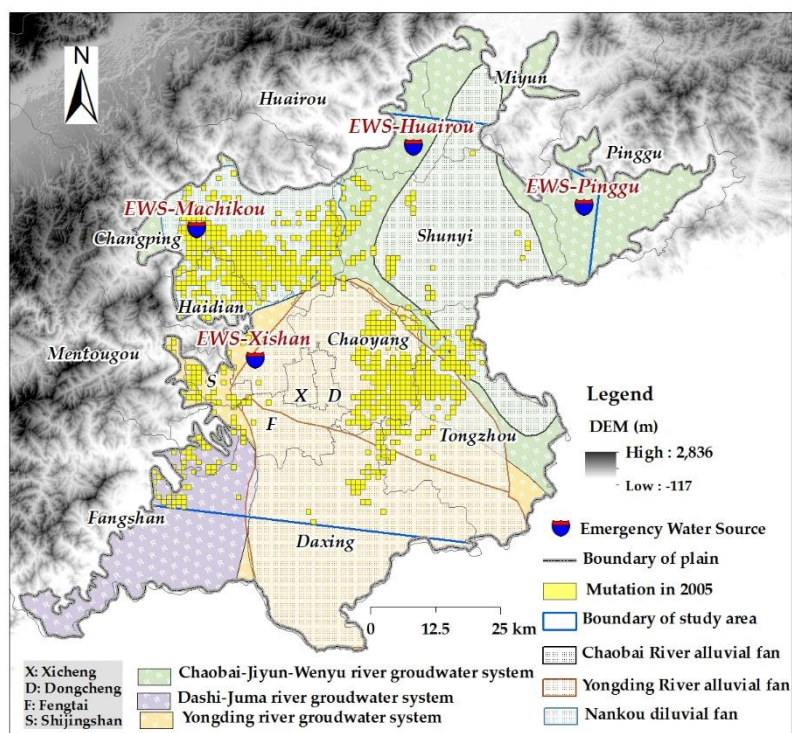 N
Miyun
Huairou
EWS-Huairou
Pinggu
EWS-Pinggu
EWS-Machikou
Changping
Shunyi
Haidian
Mentougou
EWS-Xishan
Chaoyang
S
X
D
F
Tongzhou
Fangshan
Daxing
0
12.5
25 km
Legend
DEM (m)
High : 2,836
Low : -117
Emergency Water Source
Boundary of plain
Mutation in 2005
Boundary of study area
Chaobai River alluvial fan
Yongding River alluvial fan
Nankou diluvial fan
X: Xicheng
D: Dongcheng
F: Fengtai
S: Shijingshan
Chaobai-Jiyun-Wenyu river groudwater system
Dashi-Juma river groundwater system
Yongding river groundwater system